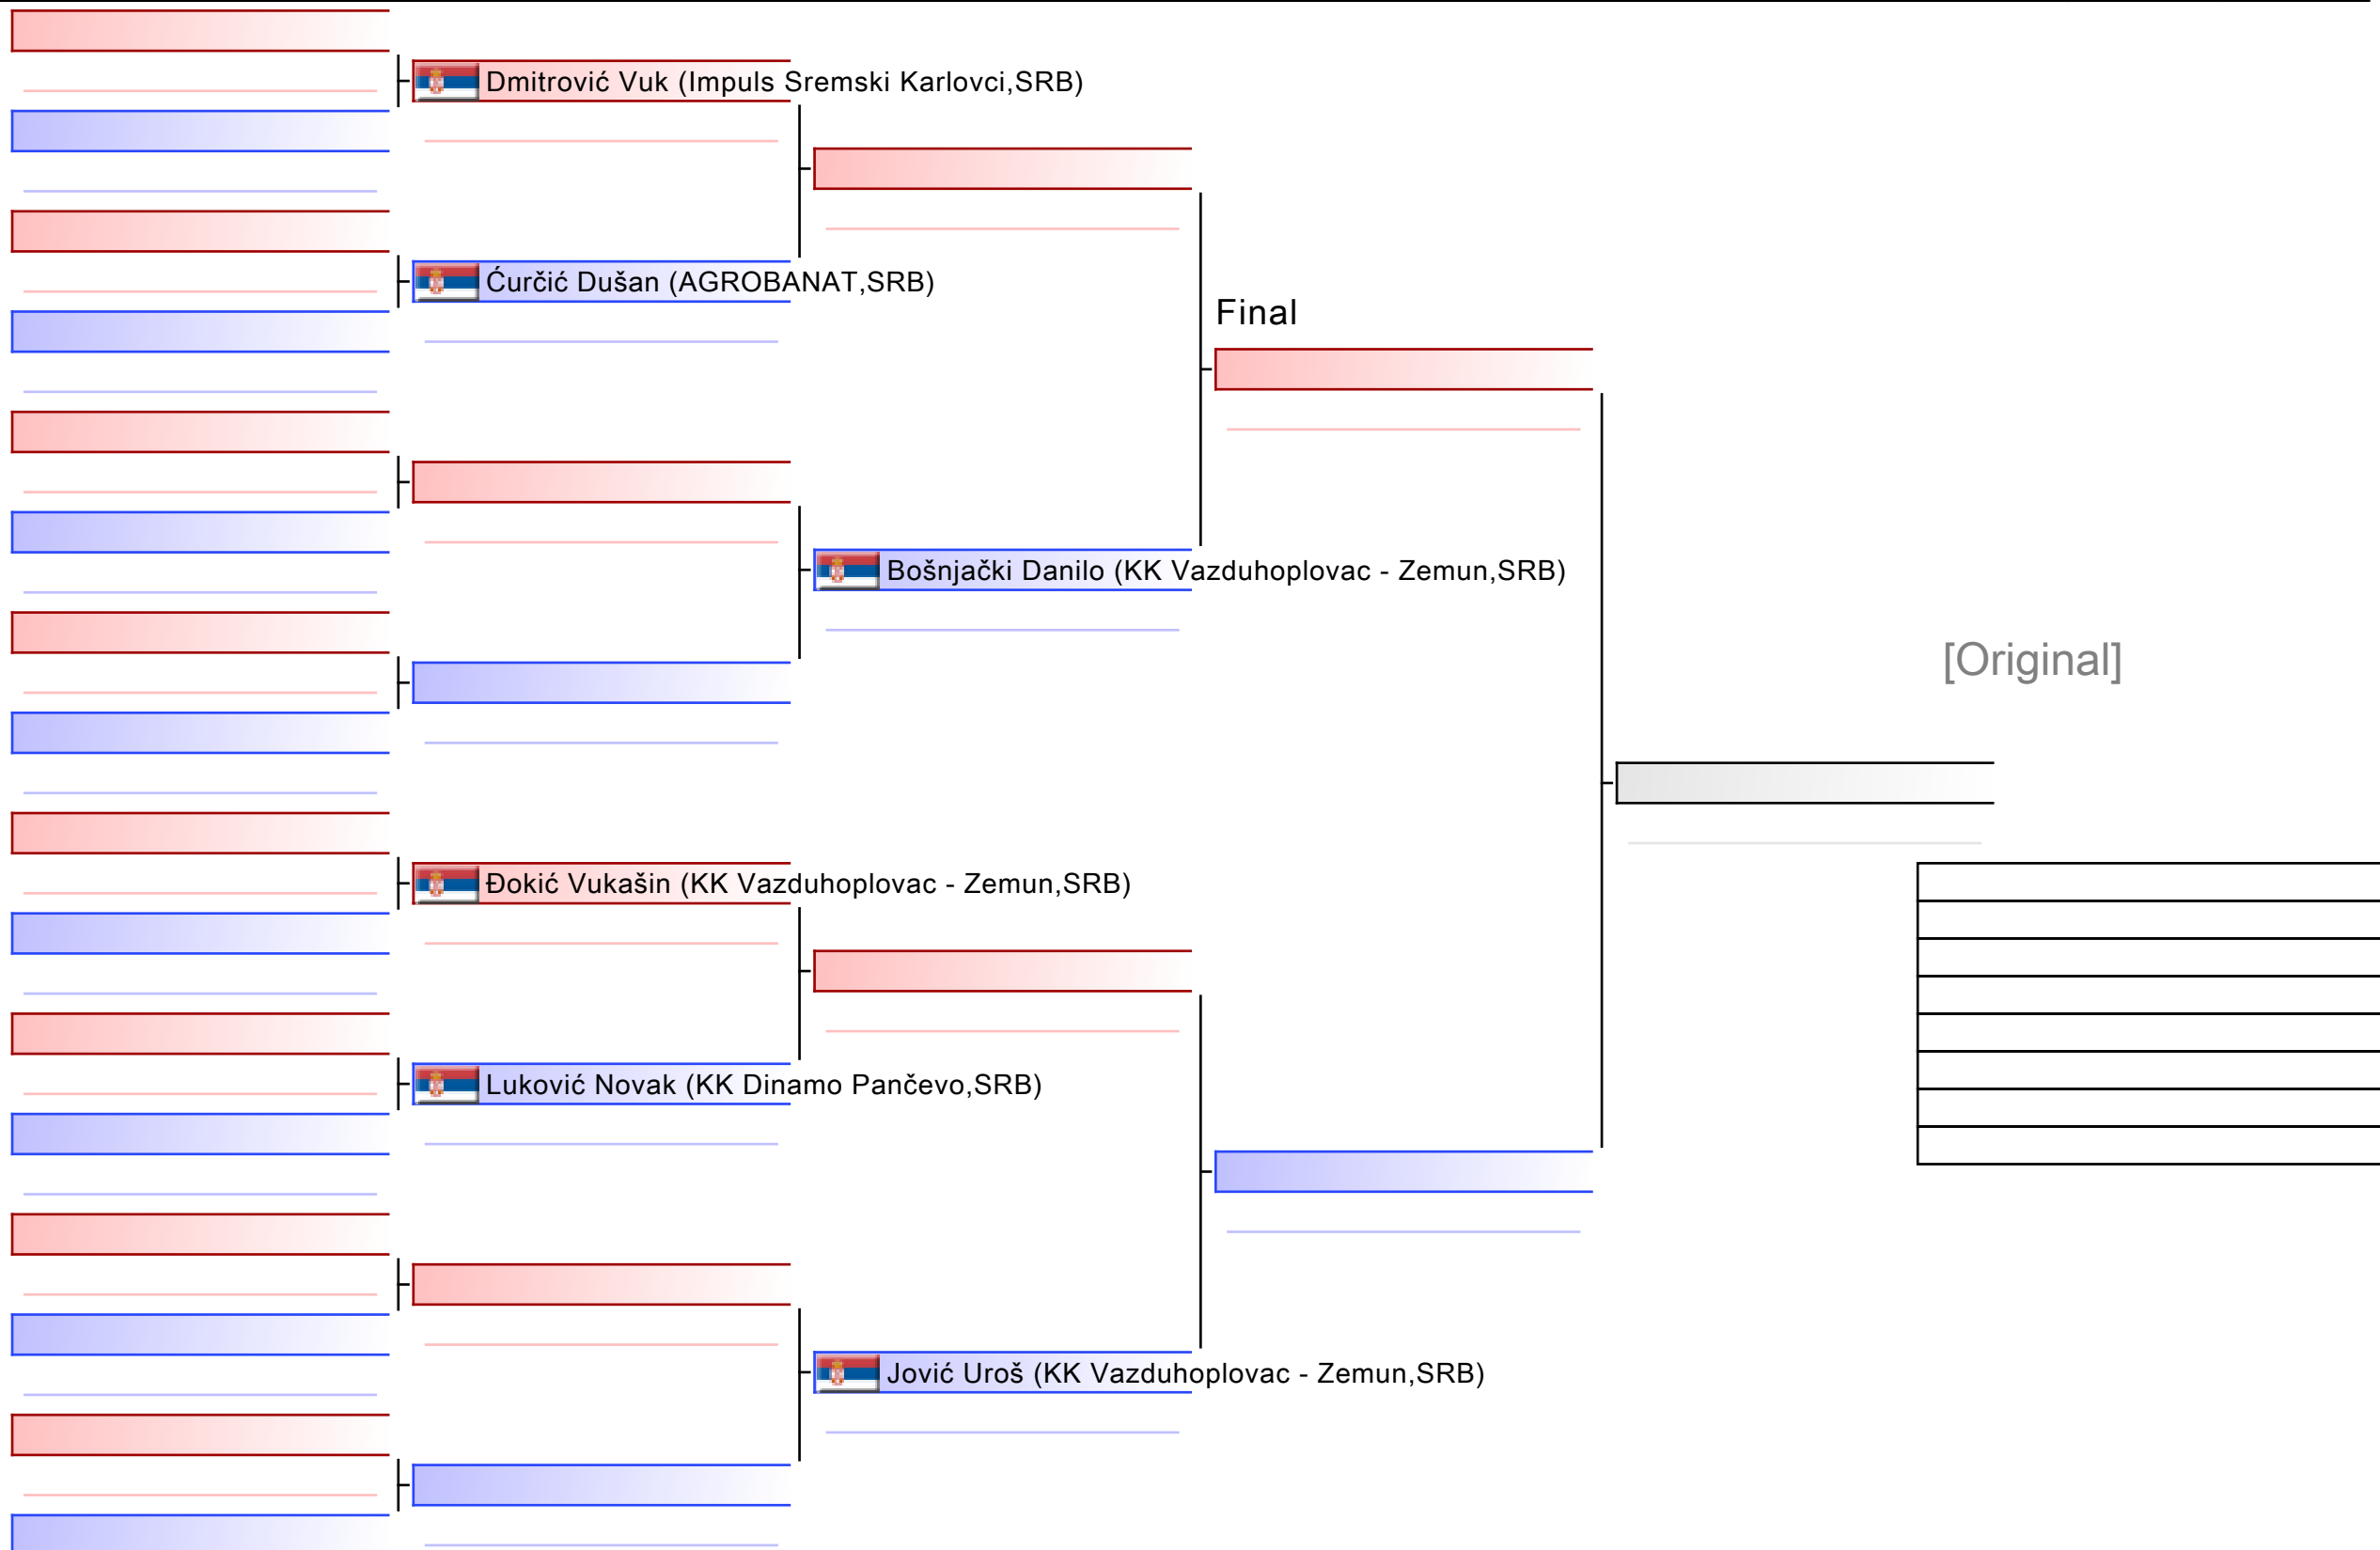 Dmitrović Vuk (Impuls Sremski Karlovci,SRB)
Ćurčić Dušan (AGROBANAT,SRB)
Final
Bošnjački Danilo (KK Vazduhoplovac - Zemun,SRB)
[Original]
Đokić Vukašin (KK Vazduhoplovac - Zemun,SRB)
Luković Novak (KK Dinamo Pančevo,SRB)
Jović Uroš (KK Vazduhoplovac - Zemun,SRB)